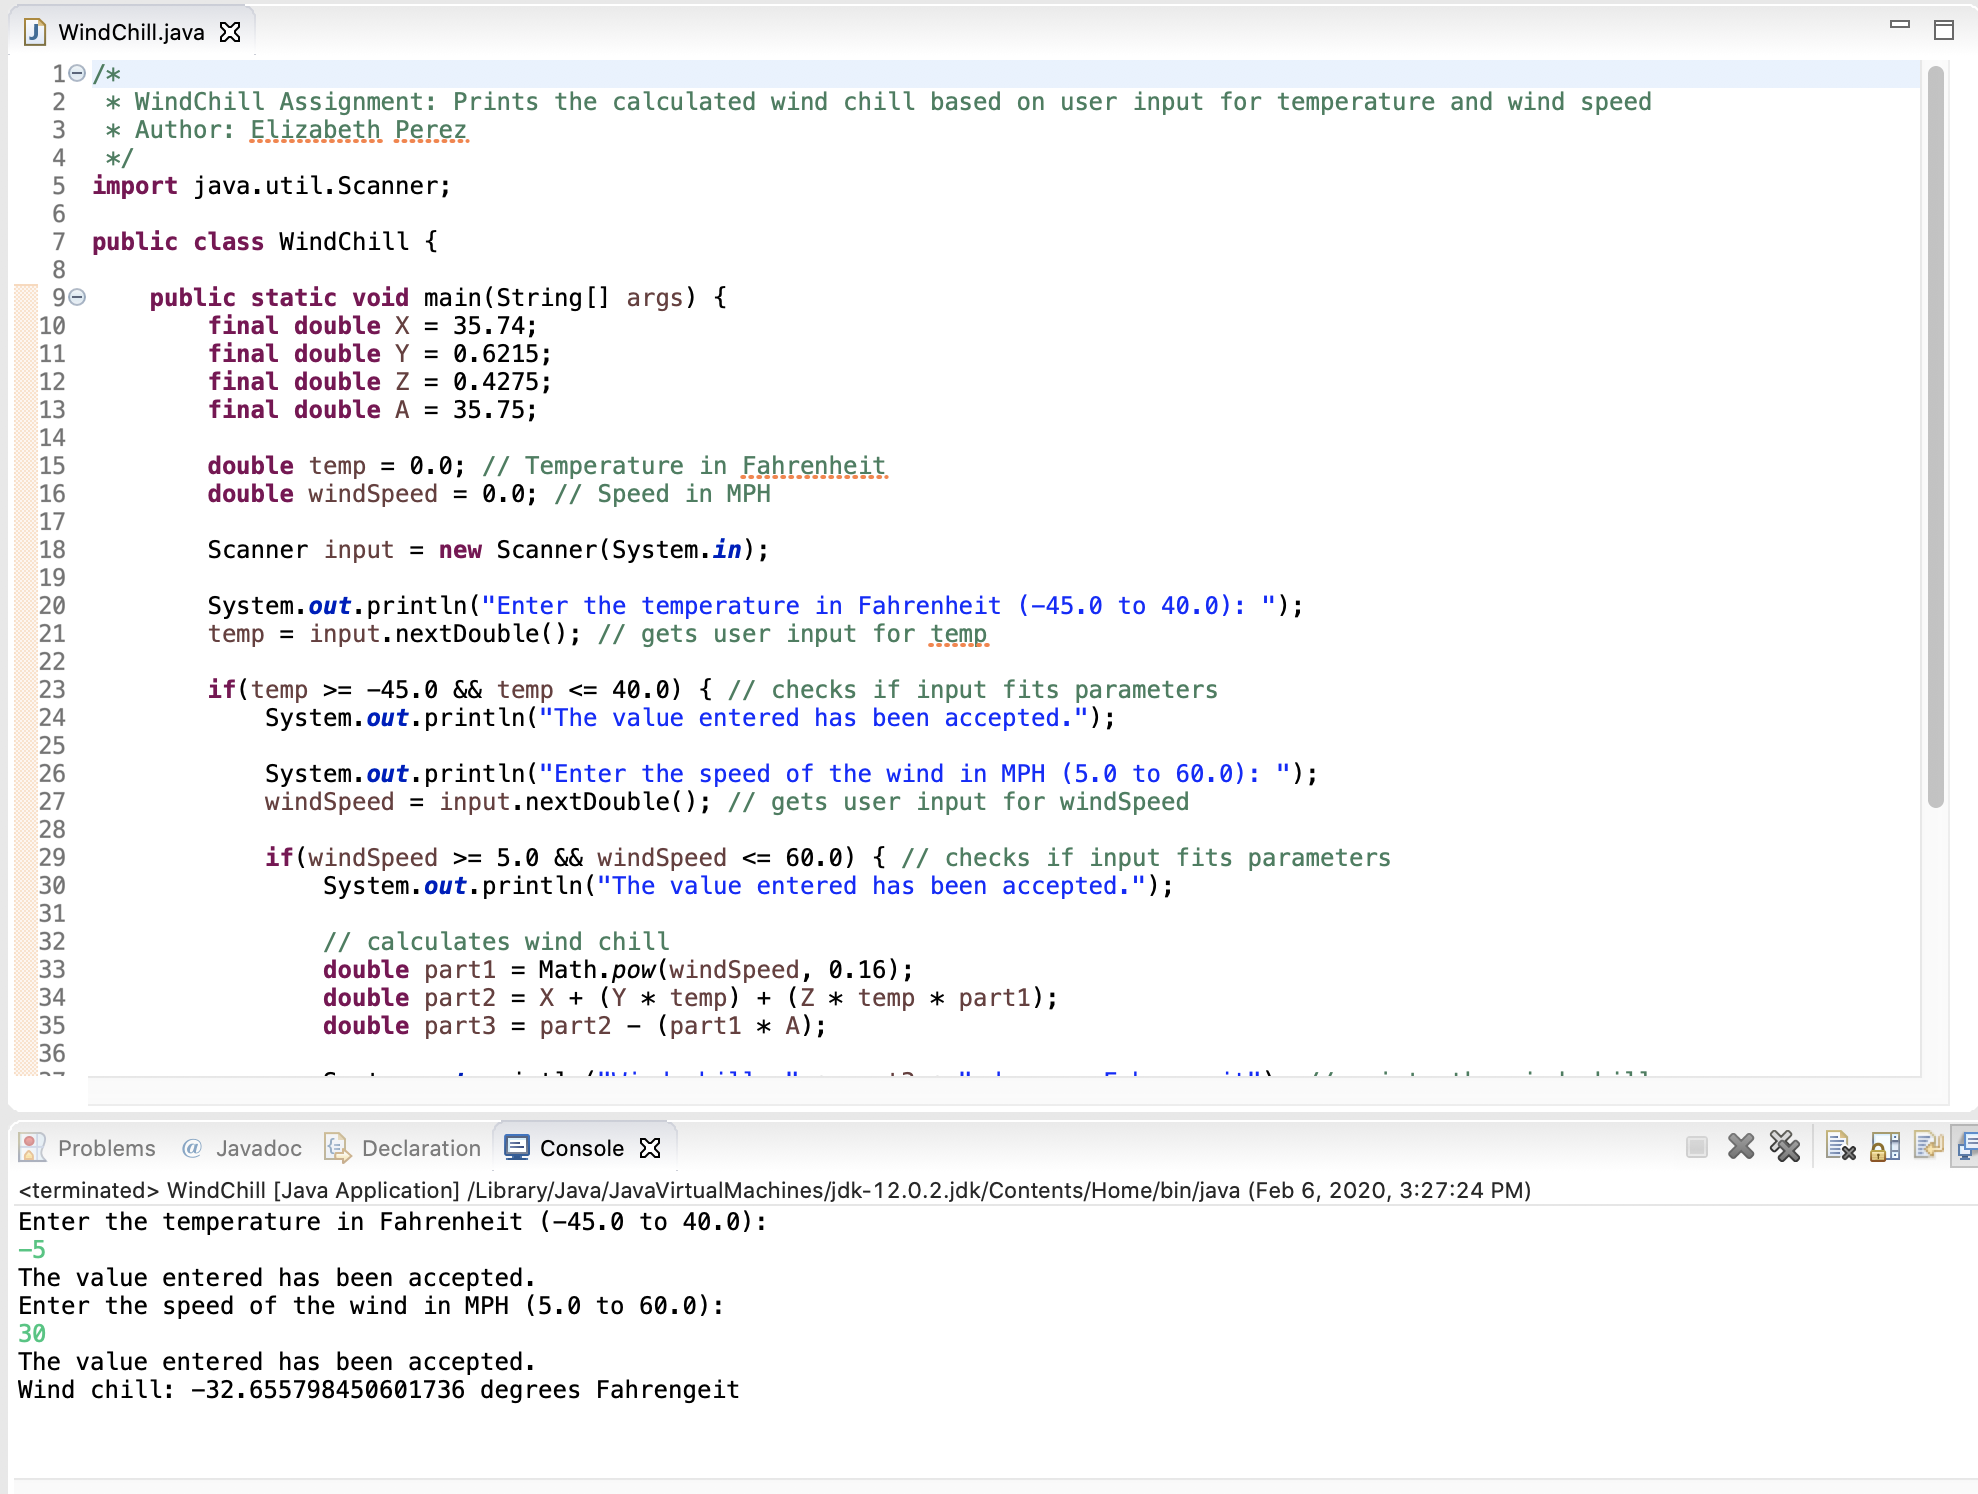 WindChill.java
1 /*
2  * WindChill Assignment: Prints the calculated wind chill based on user input for temperature and wind speed
3  * Author: Elizabeth Perez
4  */
5 import java.util.Scanner;
6
7 public class WindChill {
8
9     public static void main(String[] args) {
10         final double X = 35.74;
11         final double Y = 0.6215;
12         final double Z = 0.4275;
13         final double A = 35.75;
14
15         double temp = 0.0; // Temperature in Fahrenheit
16         double windSpeed = 0.0; // Speed in MPH
17
18         Scanner input = new Scanner(System.in);
19
20         System.out.println("Enter the temperature in Fahrenheit (-45.0 to 40.0): ");
21         temp = input.nextDouble(); // gets user input for temp
22
23         if(temp >= -45.0 && temp <= 40.0) { // checks if input fits parameters
24             System.out.println("The value entered has been accepted.");
25
26             System.out.println("Enter the speed of the wind in MPH (5.0 to 60.0): ");
27             windSpeed = input.nextDouble(); // gets user input for windSpeed
28
29             if(windSpeed >= 5.0 && windSpeed <= 60.0) { // checks if input fits parameters
30                 System.out.println("The value entered has been accepted.");
31
32                 // calculates wind chill
33                 double part1 = Math.pow(windSpeed, 0.16);
34                 double part2 = X + (Y * temp) + (Z * temp * part1);
35                 double part3 = part2 - (part1 * A);
36
Problems @ Javadoc Declaration Console
<terminated> WindChill [Java Application] /Library/Java/JavaVirtualMachines/jdk-12.0.2.jdk/Contents/Home/bin/java (Feb 6, 2020, 3:27:24 PM)
Enter the temperature in Fahrenheit (-45.0 to 40.0):
-5
The value entered has been accepted.
Enter the speed of the wind in MPH (5.0 to 60.0):
30
The value entered has been accepted.
Wind chill: -32.655798450601736 degrees Fahrengeit